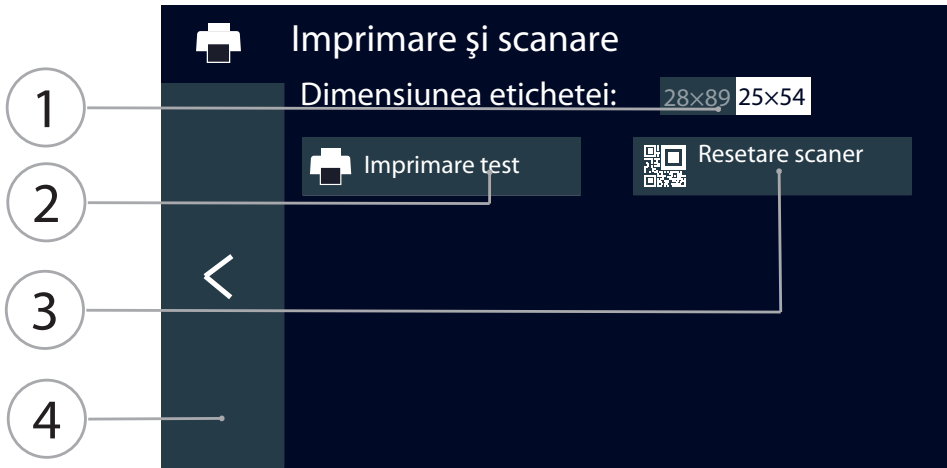 Imprimare şi scanare
1
Dimensiunea etichetei: 28×89 25×54
2
Imprimare test
Resetare scaner
3
4